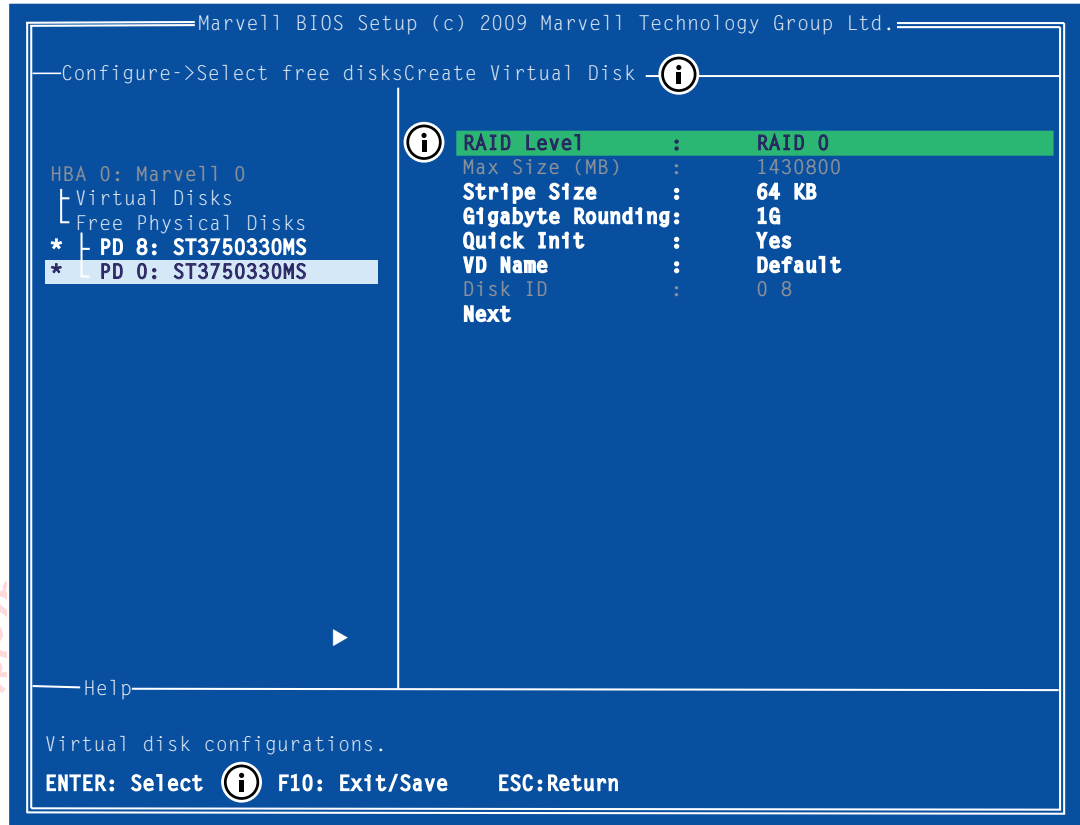 Marvell BIOS Setup (c) 2009 Marvell Technology Group Ltd.
Configure->Select free disksCreate Virtual Disk
HBA 0: Marvell 0
Virtual Disks
Free Physical Disks
* PD 8: ST3750330MS
* PD 0: ST3750330MS
RAID Level : RAID 0
Max Size (MB) : 1430800
Stripe Size : 64 KB
Gigabyte Rounding: 1G
Quick Init : Yes
VD Name : Default
Disk ID : 0 8
Next
Help
Virtual disk configurations.
ENTER: Select i F10: Exit/Save ESC:Return